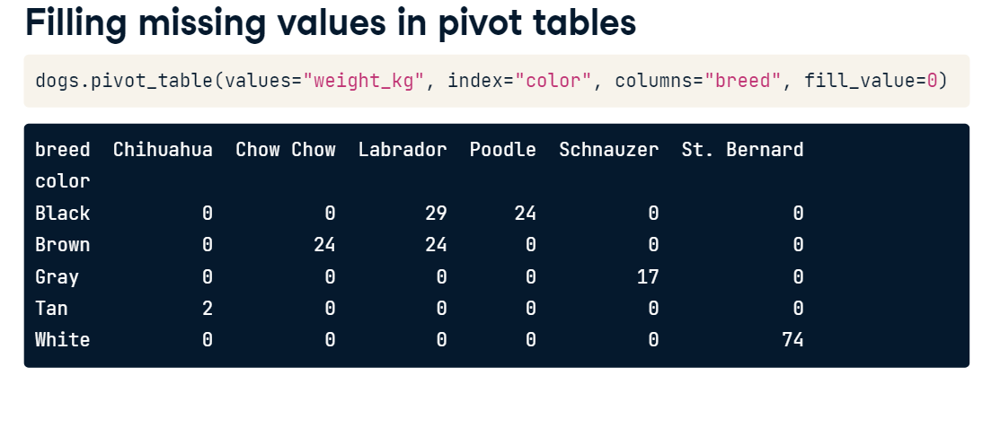 Filling missing values in pivot tables
dogs.pivot_table(values="weight_kg", index="color", columns="breed", fill_value=0)
breed  Chihuahua  Chow Chow  Labrador  Poodle  Schnauzer  St. Bernard
color
Black          0          0        29      24          0            0
Brown          0         24        24       0          0            0
Gray           0          0         0       0         17            0
Tan            2          0         0       0          0            0
White          0          0         0       0          0           74